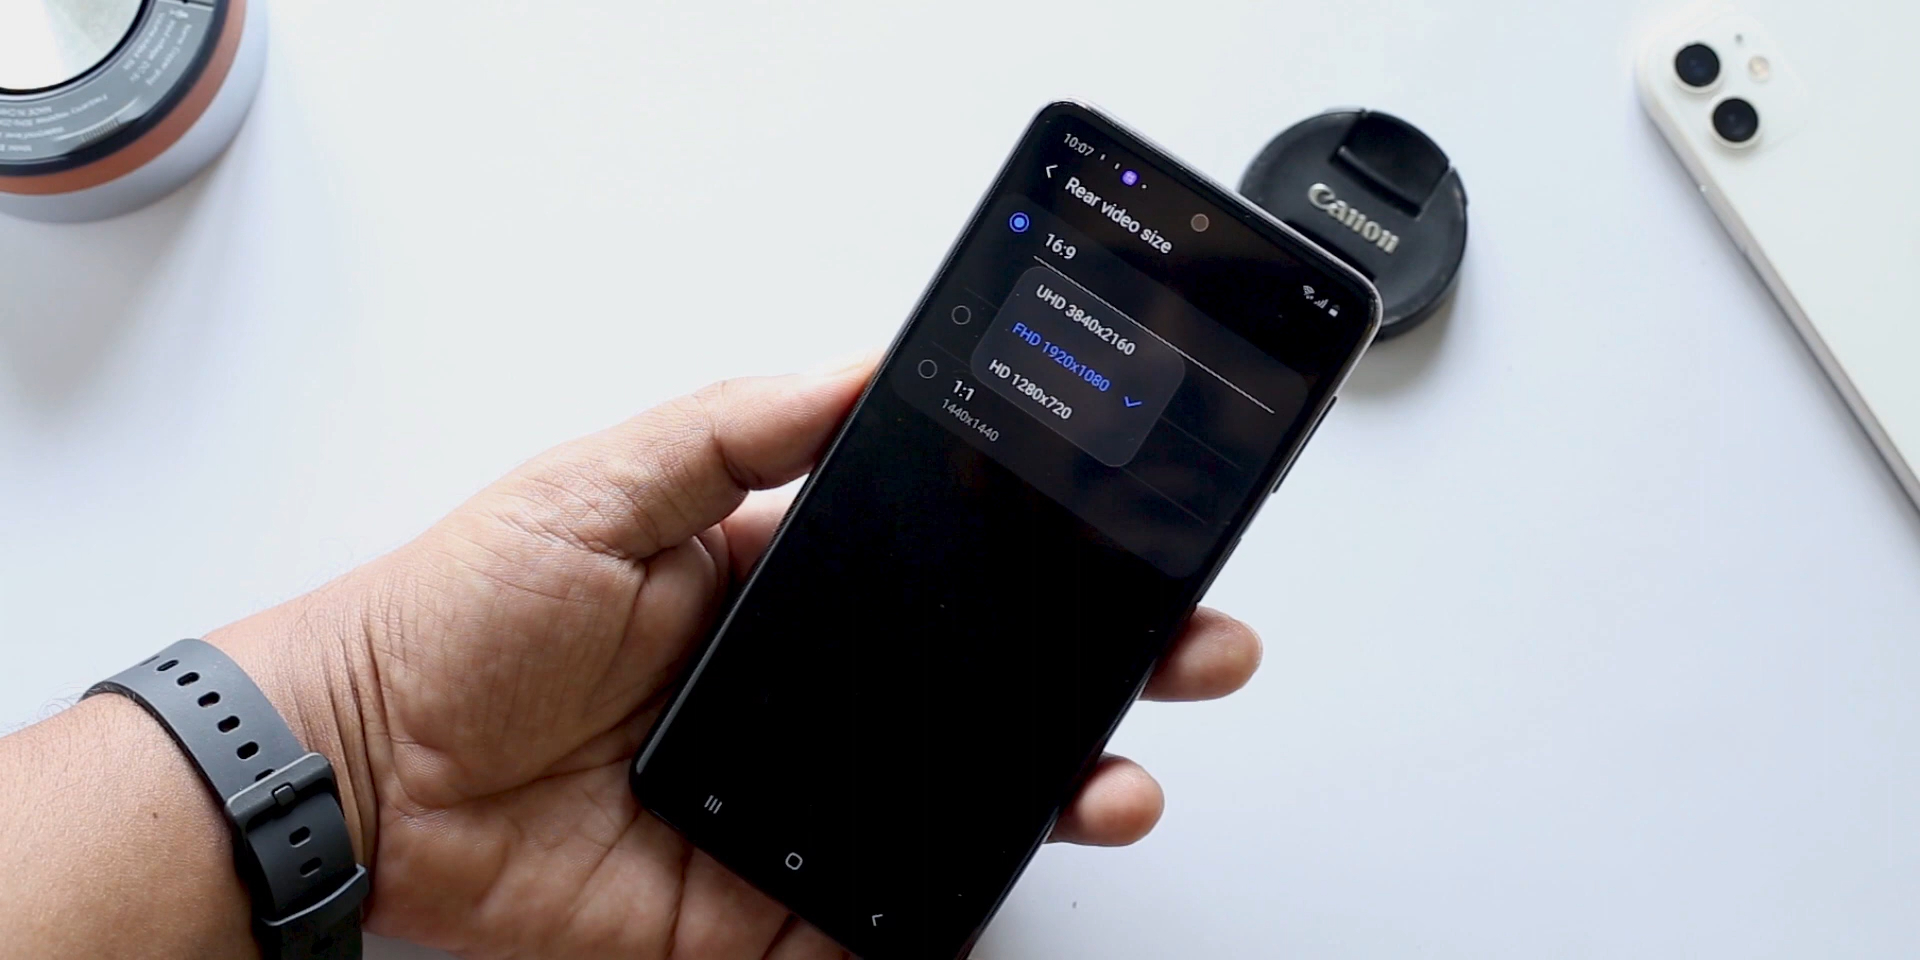 10:07
Rear video size
16:9
UHD 3840x2160
FHD 1920x1080
HD 1280x720
1:1
1440x1440
Canon